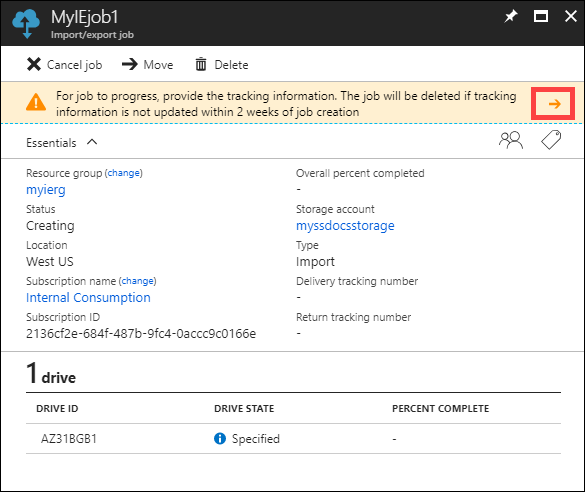 MyIEjob1
Import/export job
Cancel job Move Delete
For job to progress, provide the tracking information. The job will be deleted if tracking
information is not updated within 2 weeks of job creation
Essentials
Resource group (change)
myierg
Status
Creating
Location
West US
Subscription name (change)
Internal Consumption
Subscription ID
2136cf2e-684f-487b-9fc4-0accc9c0166e
Overall percent completed
-
Storage account
myssdocsstorage
Type
Import
Delivery tracking number
-
Return tracking number
-
1 drive
DRIVE ID DRIVE STATE PERCENT COMPLETE
AZ31BGB1 Specified -